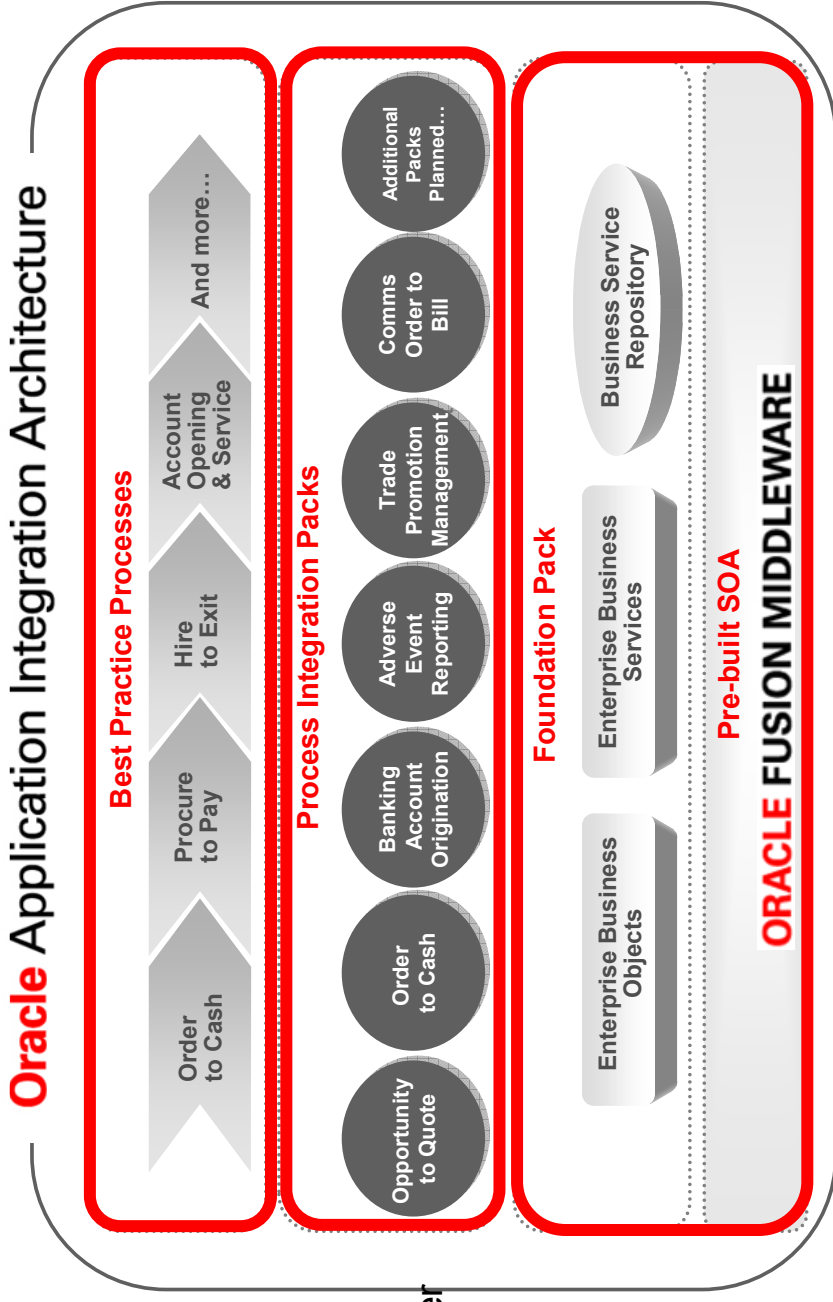 Oracle Application Integration Architecture
Best Practice Processes
Order
to Cash
Procure
to Pay
Hire
to Exit
Account
Opening
& Service
And more…
Process Integration Packs
Opportunity
to Quote
Order
to Cash
Banking
Account
Origination
Adverse
Event
Reporting
Trade
Promotion
Management
Comms
Order to
Bill
Additional
Packs
Planned…
Foundation Pack
Enterprise Business
Objects
Enterprise Business
Services
Business Service
Repository
Pre-built SOA
ORACLE FUSION MIDDLEWARE
er